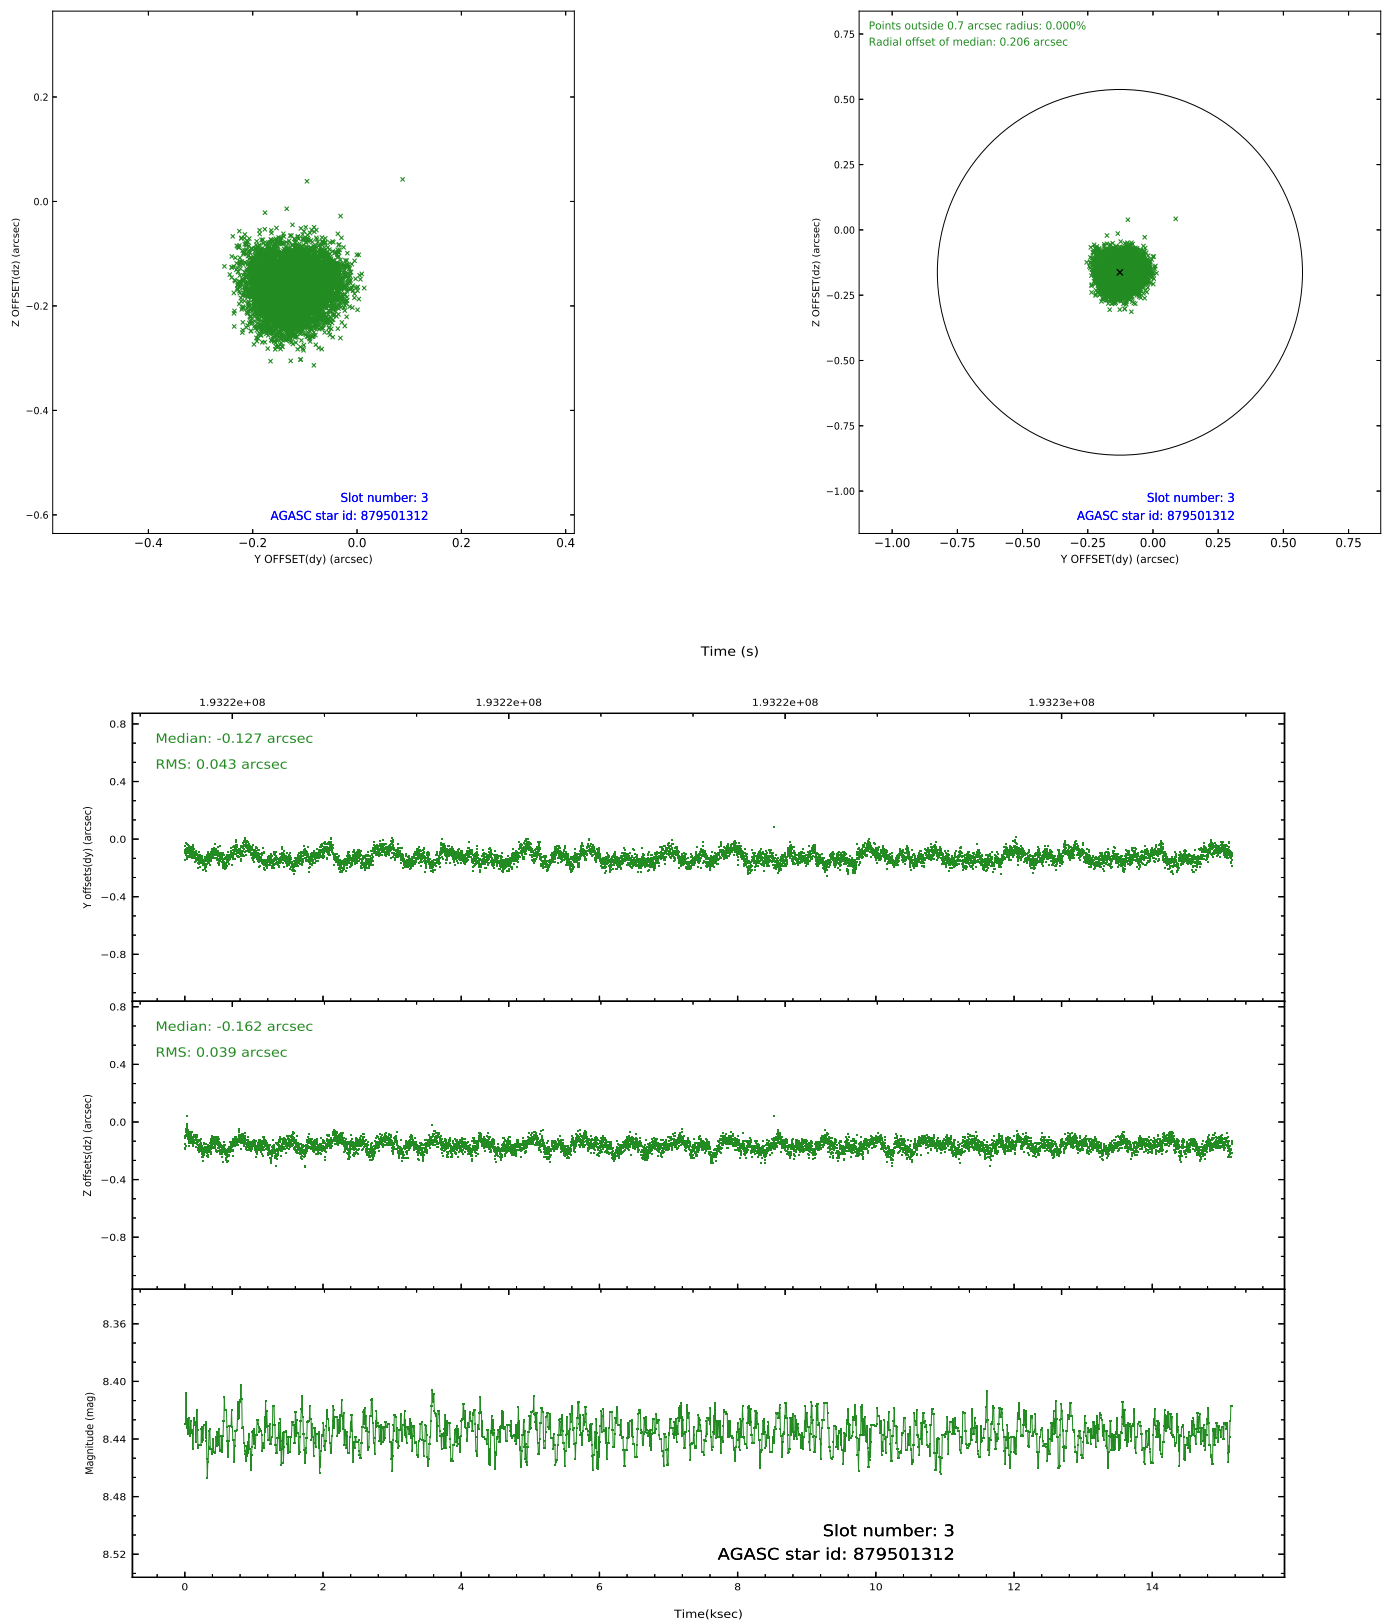 0.2
0.0
−0.2
−0.4
−0.6
Z OFFSET(dz) (arcsec)
Slot number: 3
AGASC star id: 879501312
−0.4 −0.2 0.0 0.2 0.4
Y OFFSET(dy) (arcsec)
Points outside 0.7 arcsec radius: 0.000%
Radial offset of median: 0.206 arcsec
0.75
0.50
0.25
0.00
−0.25
−0.50
−0.75
−1.00
Z OFFSET(dz) (arcsec)
Slot number: 3
AGASC star id: 879501312
−1.00 −0.75 −0.50 −0.25 0.00 0.25 0.50 0.75
Y OFFSET(dy) (arcsec)
Time (s)
1.9322e+08 1.9322e+08 1.9322e+08 1.9323e+08
Median: -0.127 arcsec
RMS: 0.043 arcsec
0.8
0.4
0.0
−0.4
−0.8
Y offsets(dy) (arcsec)
Median: -0.162 arcsec
RMS: 0.039 arcsec
0.8
0.4
0.0
−0.4
−0.8
Z offsets(dz) (arcsec)
8.36
8.40
8.44
8.48
8.52
Magnitude (mag)
Slot number: 3
AGASC star id: 879501312
0 2 4 6 8 10 12 14
Time(ksec)